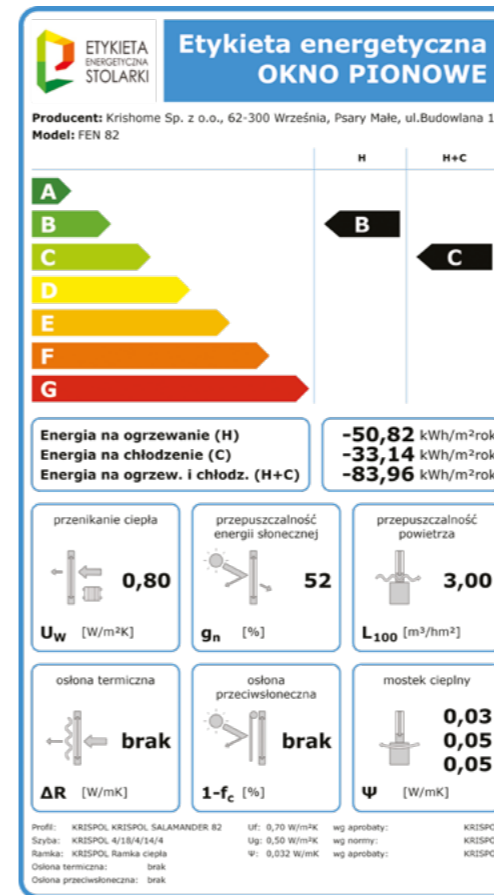 ETYKIETA
ENERGETYCZNA
STOLARKI
Etykieta energetyczna
OKNO PIONOWE
Producent: Krishome Sp. z o.o., 62-300 Września, Psary Małe, ul.Budowlana 1
Model: FEN 82
H H+C
A
B B
C C
D
E
F
G
Energia na ogrzewanie (H) -50,82 kWh/m²rok
Energia na chłodzenie (C) -33,14 kWh/m²rok
Energia na ogrzew. i chłodz. (H+C) -83,96 kWh/m²rok
przenikanie ciepła
0,80
Uw [W/m²K]
przepuszczalność
energii słonecznej
52
gn [%]
przepuszczalność
powietrza
3,00
L100 [m³/hm²]
osłona termiczna
brak
ΔR [W/mK]
osłona
przeciwsłoneczna
brak
1-fc [%]
mostek cieplny
0,03
0,05
0,05
Ψ [W/mK]
Profil: KRISPOL KRISPOL SALAMANDER 82 Uf: 0,70 W/m²K wg aprobaty: KRISPO
Szyba: KRISPOL 4/18/4/14/4 Ug: 0,50 W/m²K wg normy: KRISPO
Ramka: KRISPOL Ramka ciepła Ψ: 0,032 W/mK wg aprobaty: KRISPO
Osłona termiczna: brak
Osłona przeciwsłoneczna: brak